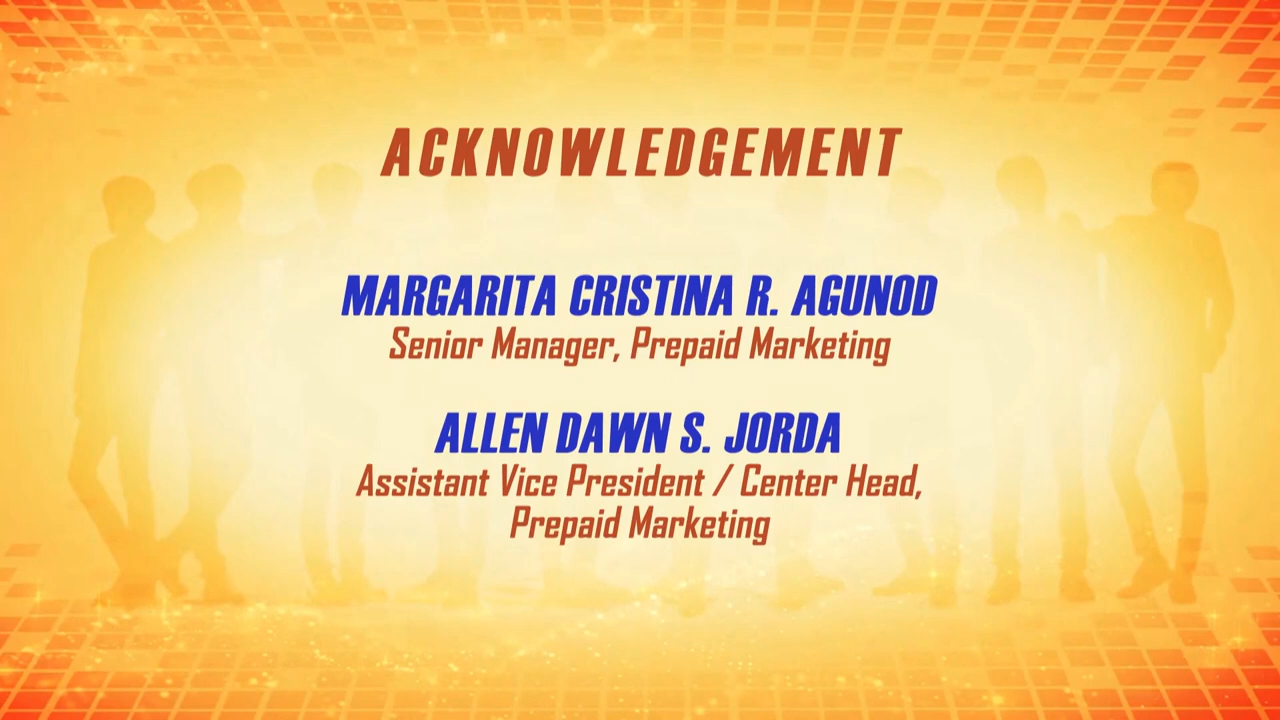 ACKNOWLEDGEMENT
MARGARITA CRISTINA R. AGUNOD
Senior Manager, Prepaid Marketing
ALLEN DAWN S. JORDA
Assistant Vice President / Center Head,
Prepaid Marketing